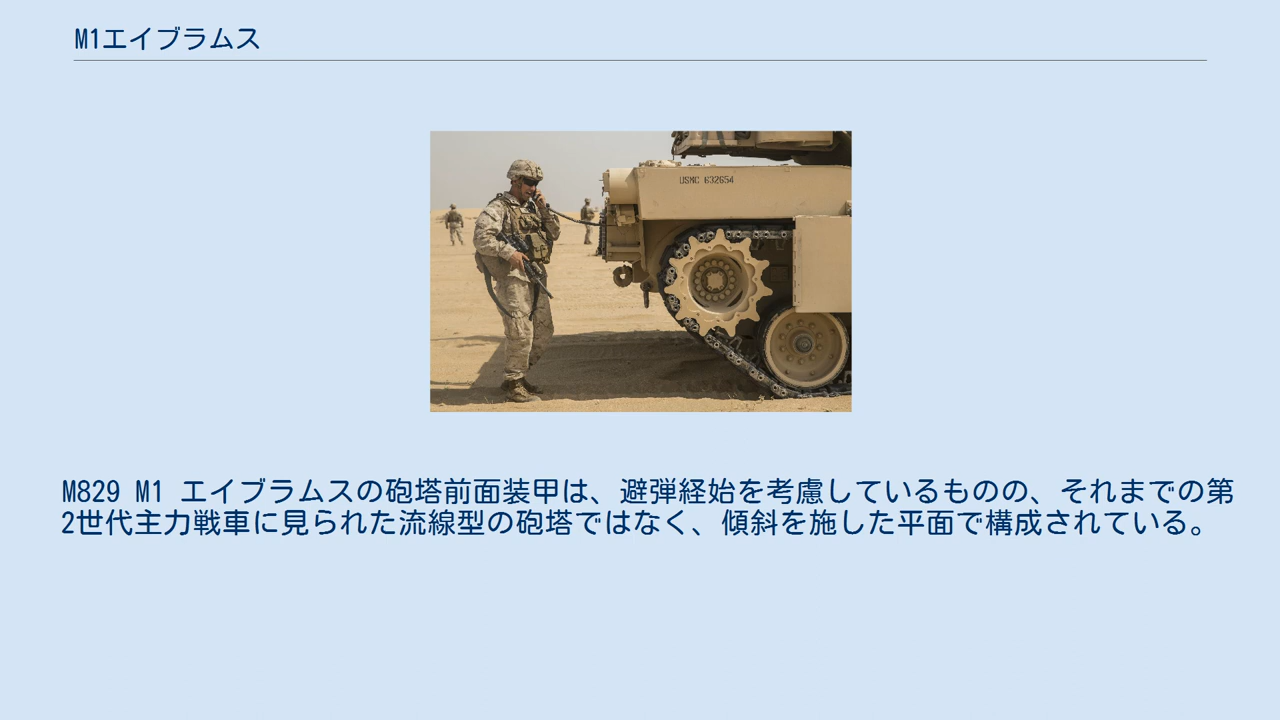 M1エイブラムス
USMC 632654
M829 M1 エイブラムスの砲塔前面装甲は、避弾経始を考慮しているものの、それまでの第
2世代主力戦車に見られた流線型の砲塔ではなく、傾斜を施した平面で構成されている。